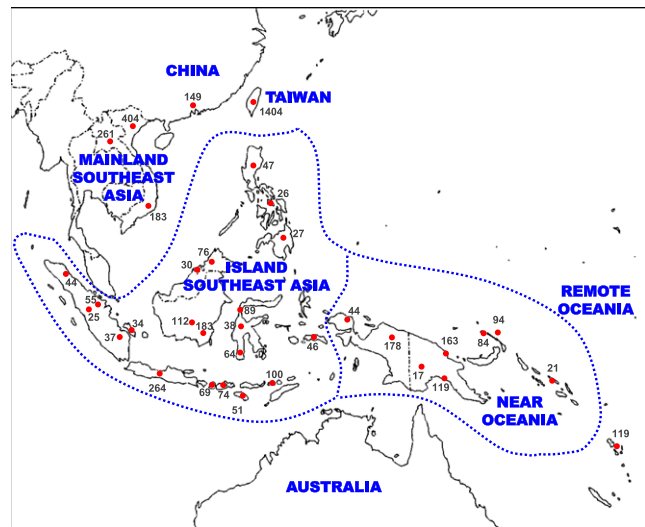 CHINA
149
TAIWAN
1404
404
261
MAINLAND
SOUTHEAST
ASIA
183
47
26
27
76
30
ISLAND
SOUTHEAST ASIA
44
55
25
34
37
112
183
89
38
64
46
264
69
74
51
100
REMOTE
OCEANIA
44
178
163
84
94
17
119
21
NEAR
OCEANIA
119
AUSTRALIA